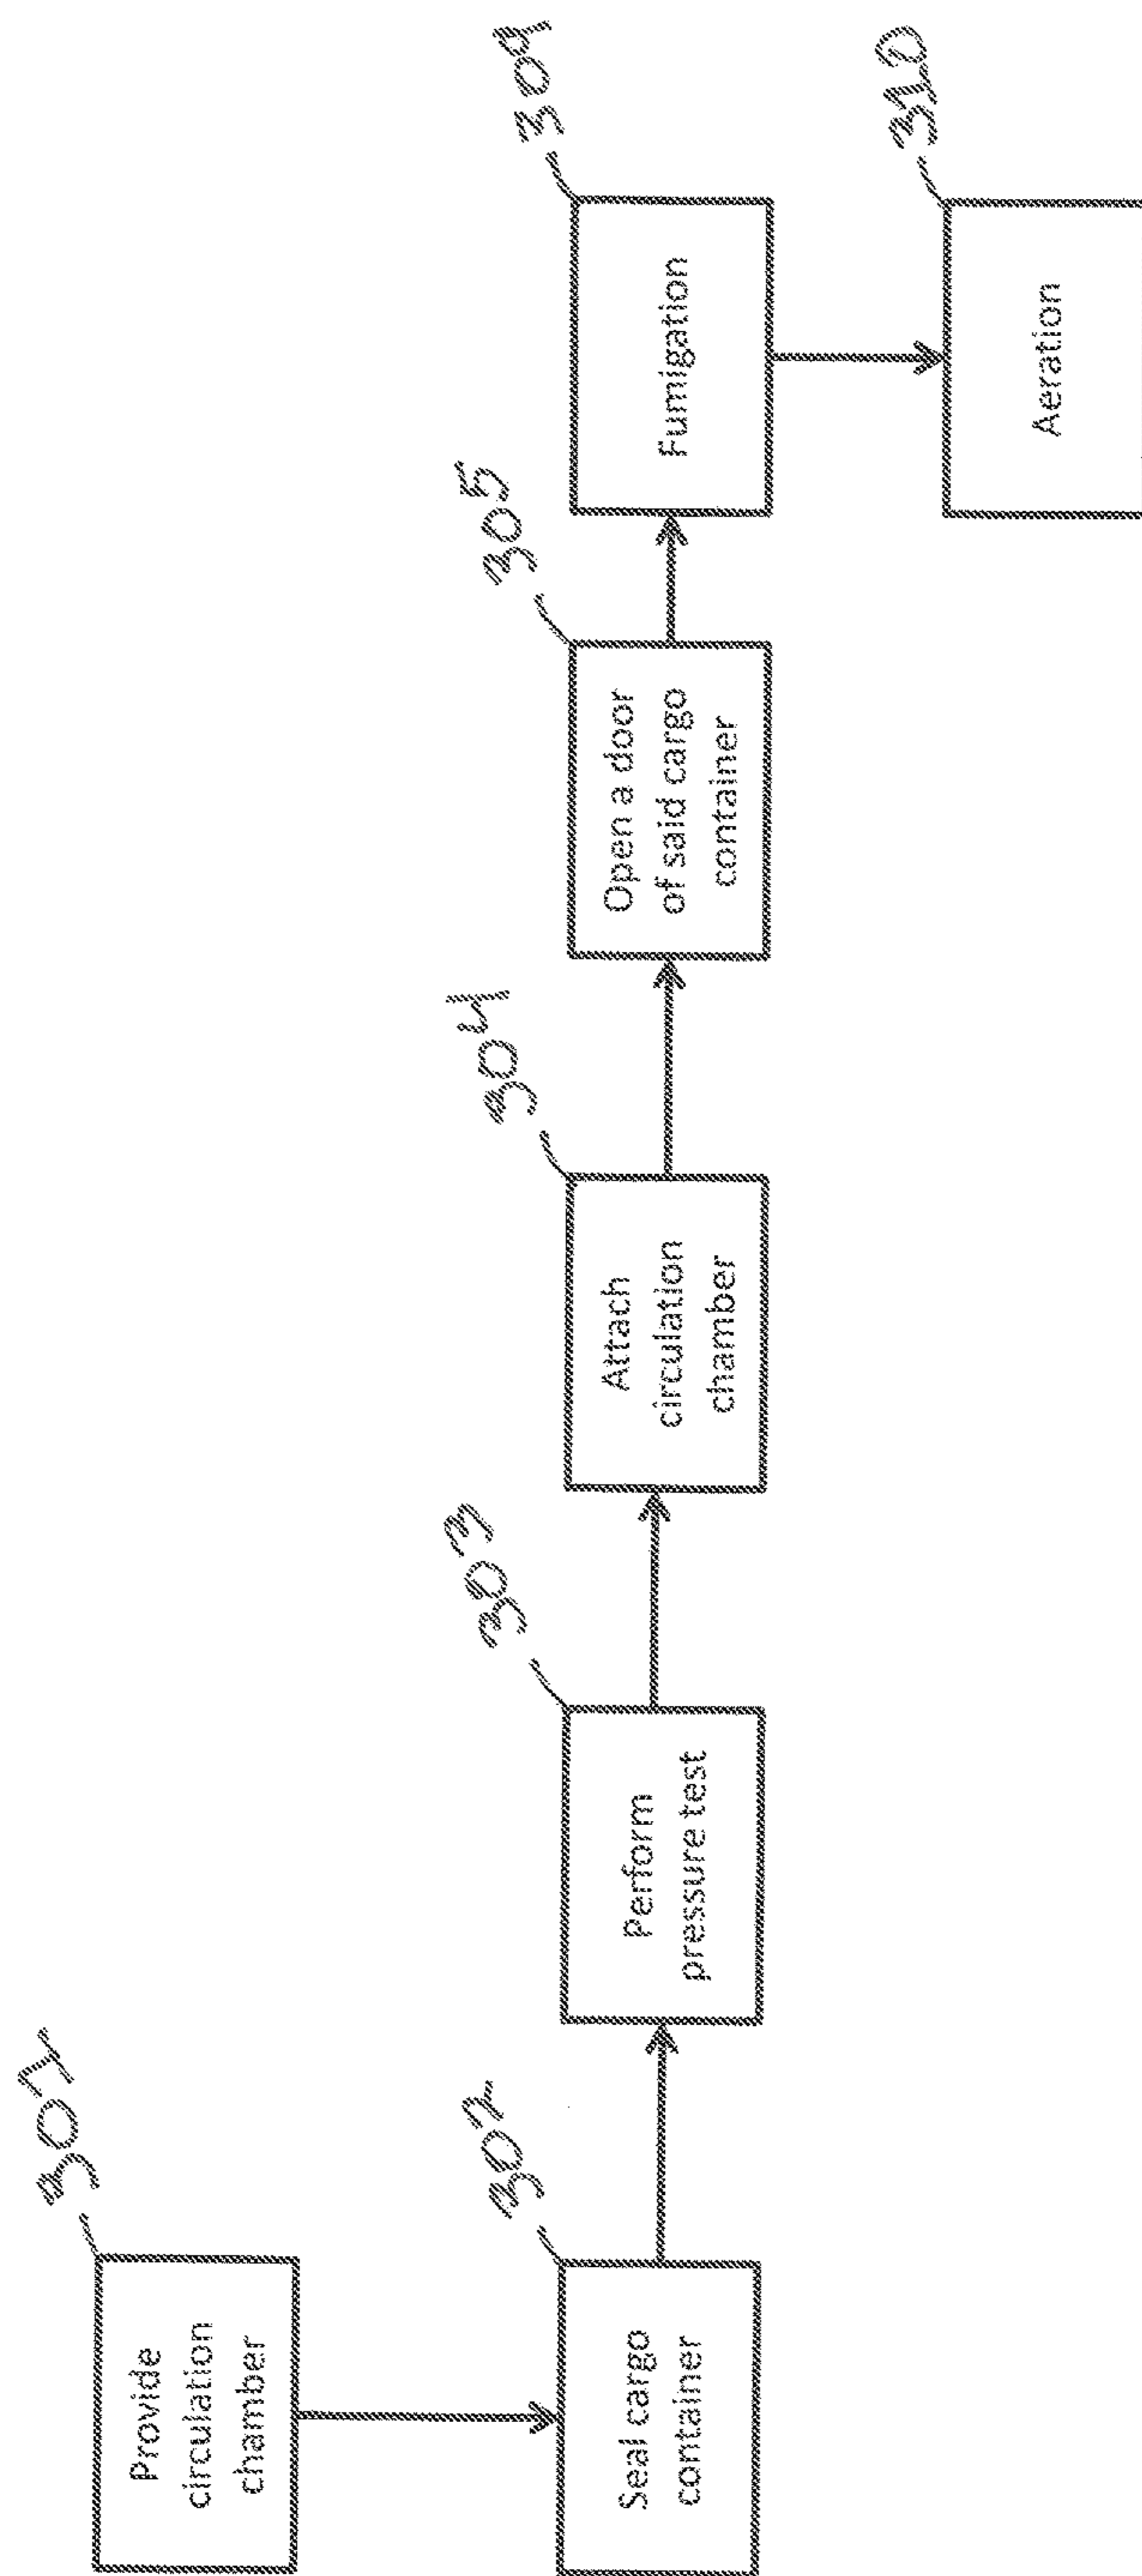 301
Provide
circulation
chamber
302
Seal cargo
container
303
Perform
pressure test
304
Attach
circulation
chamber
305
Open a door
of said cargo
container
309
Fumigation
310
Aeration